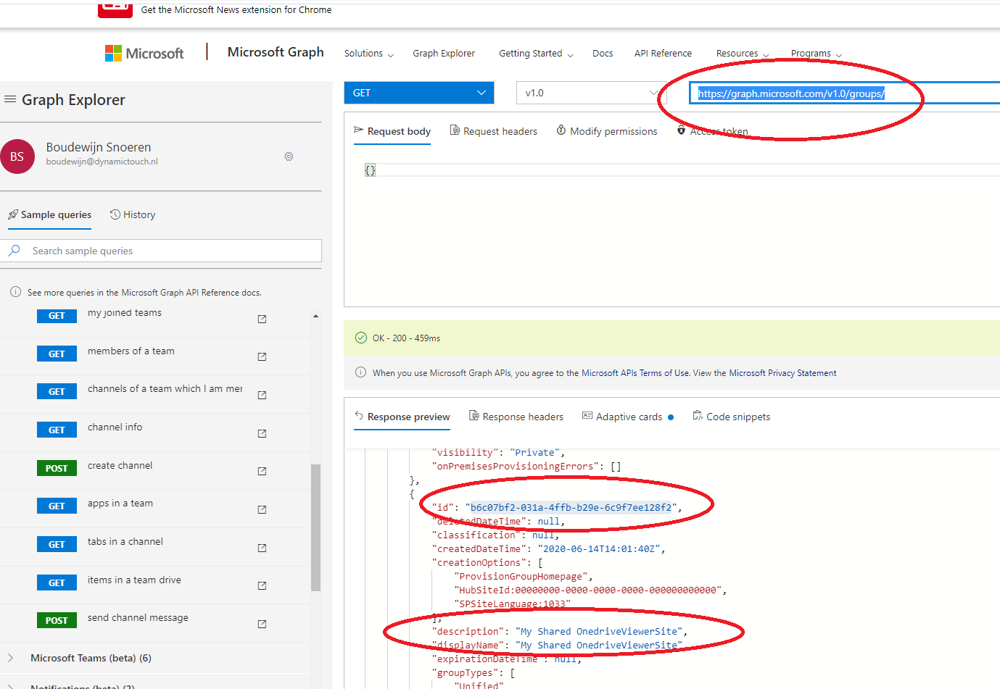 Get the Microsoft News extension for Chrome
Microsoft
Microsoft Graph
Solutions
Graph Explorer
Getting Started
Docs
API Reference
Resources
Programs
Graph Explorer
GET
v1.0
https://graph.microsoft.com/v1.0/groups/
Request body
Request headers
Modify permissions
Access token
BS
Boudewijn Snoeren
boudewijn@dynamictouch.nl
{}
Sample queries
History
Search sample queries
See more queries in the Microsoft Graph API Reference docs.
GET my joined teams
GET members of a team
GET channels of a team which I am mer
GET channel info
POST create channel
GET apps in a team
GET tabs in a channel
GET items in a team drive
POST send channel message
Microsoft Teams (beta) (6)
Notifications (beta) (2)
OK - 200 - 459ms
When you use Microsoft Graph APIs, you agree to the Microsoft APIs Terms of Use. View the Microsoft Privacy Statement
Response preview
Response headers
Adaptive cards
Code snippets
"visibility": "Private",
"onPremisesProvisioningErrors": []
},
{
"id": "b6c07bf2-031a-4ffb-b29e-6c9f7ee128f2",
"deletedDateTime": null,
"classification": null,
"createdDateTime": "2020-06-14T14:01:40Z",
"creationOptions": [
"ProvisionGroupHomepage",
"HubSiteId:00000000-0000-0000-0000-000000000000",
"SPSiteLanguage:1033"
],
"description": "My Shared OnedriveViewerSite",
"displayName": "My Shared OnedriveViewerSite"
"expirationDateTime": null,
"groupTypes": [
"Unified"